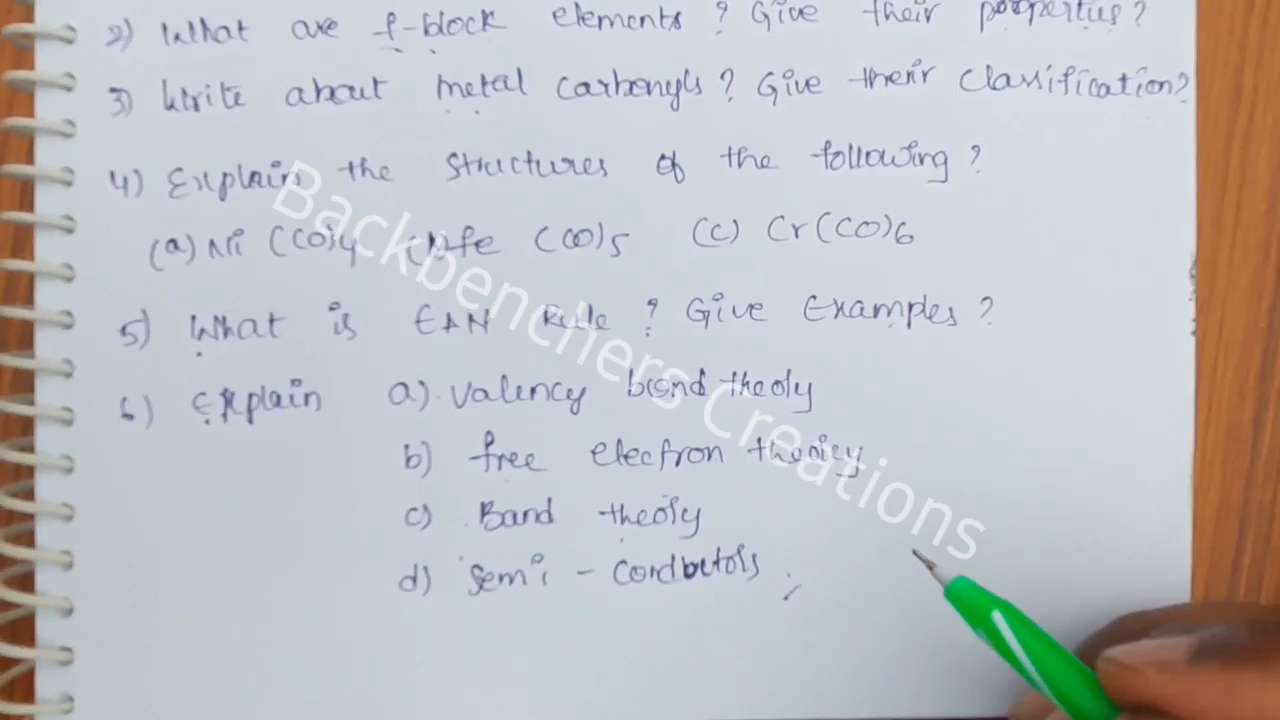 2) What are f-block elements ? Give their properties ?
3) Write about metal carbonyls ? Give their Classification ?
4) Explain the structures of the following ?
(a) Ni (CO)4 (b) Fe (CO)5 (c) Cr(CO)6
5) What is EAN Rule ? Give Examples ?
6) Explain a). Valency bond theory
b) free electron theory
c) Band theory
d) Semi - Conductors
Backbenchers Creations